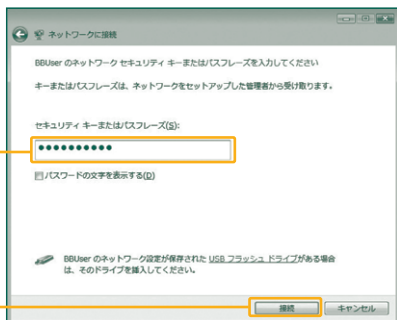 ネットワークに接続
BBUser のネットワーク セキュリティ キーまたはパスフレーズを入力してください
キーまたはパスフレーズは、ネットワークをセットアップした管理者から受け取ります。
セキュリティ キーまたはパスフレーズ(S):
●●●●●●●●●●
パスワードの文字を表示する(D)
BBUser のネットワーク設定が保存された USB フラッシュ ドライブがある場合
は、そのドライブを挿入してください。
接続 キャンセル